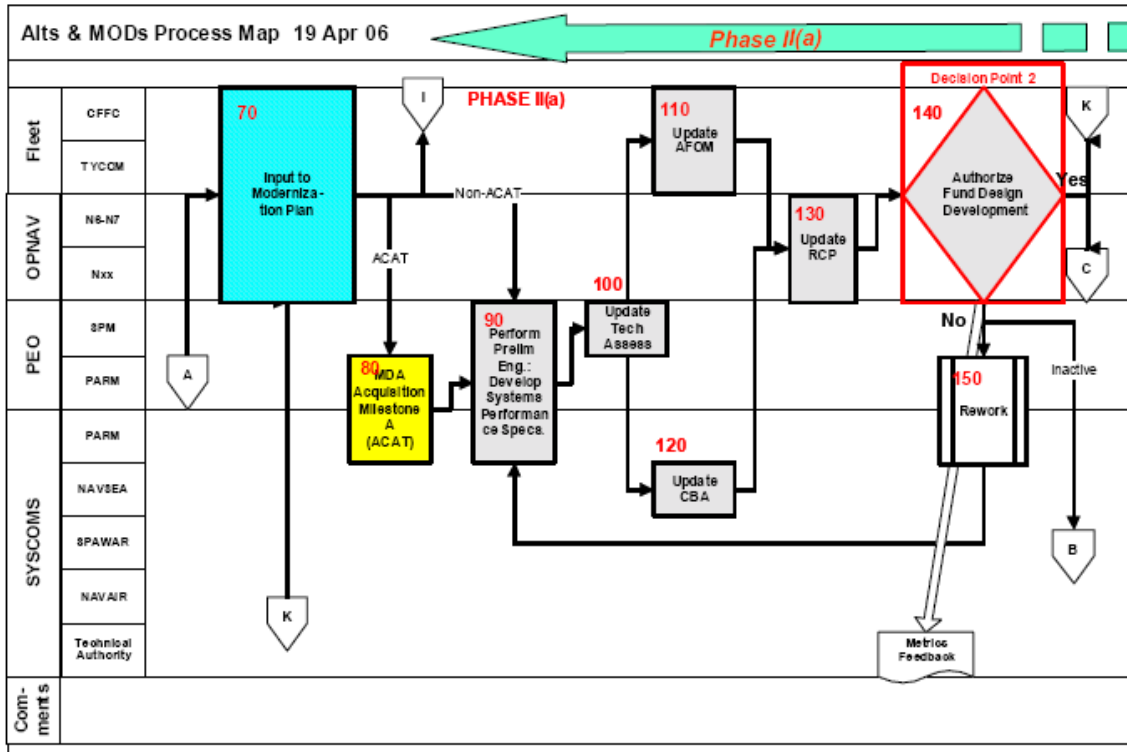 Alts & MODs Process Map 19 Apr 06
Phase II(a)
Decision Point 2
Fleet
CFFC
TYCOM
OPNAV
N6-N7
Nxx
PEO
SPM
PARM
SYSCOMS
PARM
NAVSEA
SPAWAR
NAVAIR
Technical
Authority
Com-
ments
70
Input to
Moderniza-
tion Plan
I
PHASE II(a)
Non-ACAT
ACAT
A
K
80
MDA
Acquisition
Milestone
A
(ACAT)
90
Perform
Prelim
Eng.:
Develop
Systems
Performan
ce Specs.
100
Update
Tech
Assess
110
Update
AFOM
120
Update
CBA
130
Update
RCP
140
Authorize
Fund Design
Development
Yes
K
C
No
Inactive
150
Rework
B
Metrics
Feedback